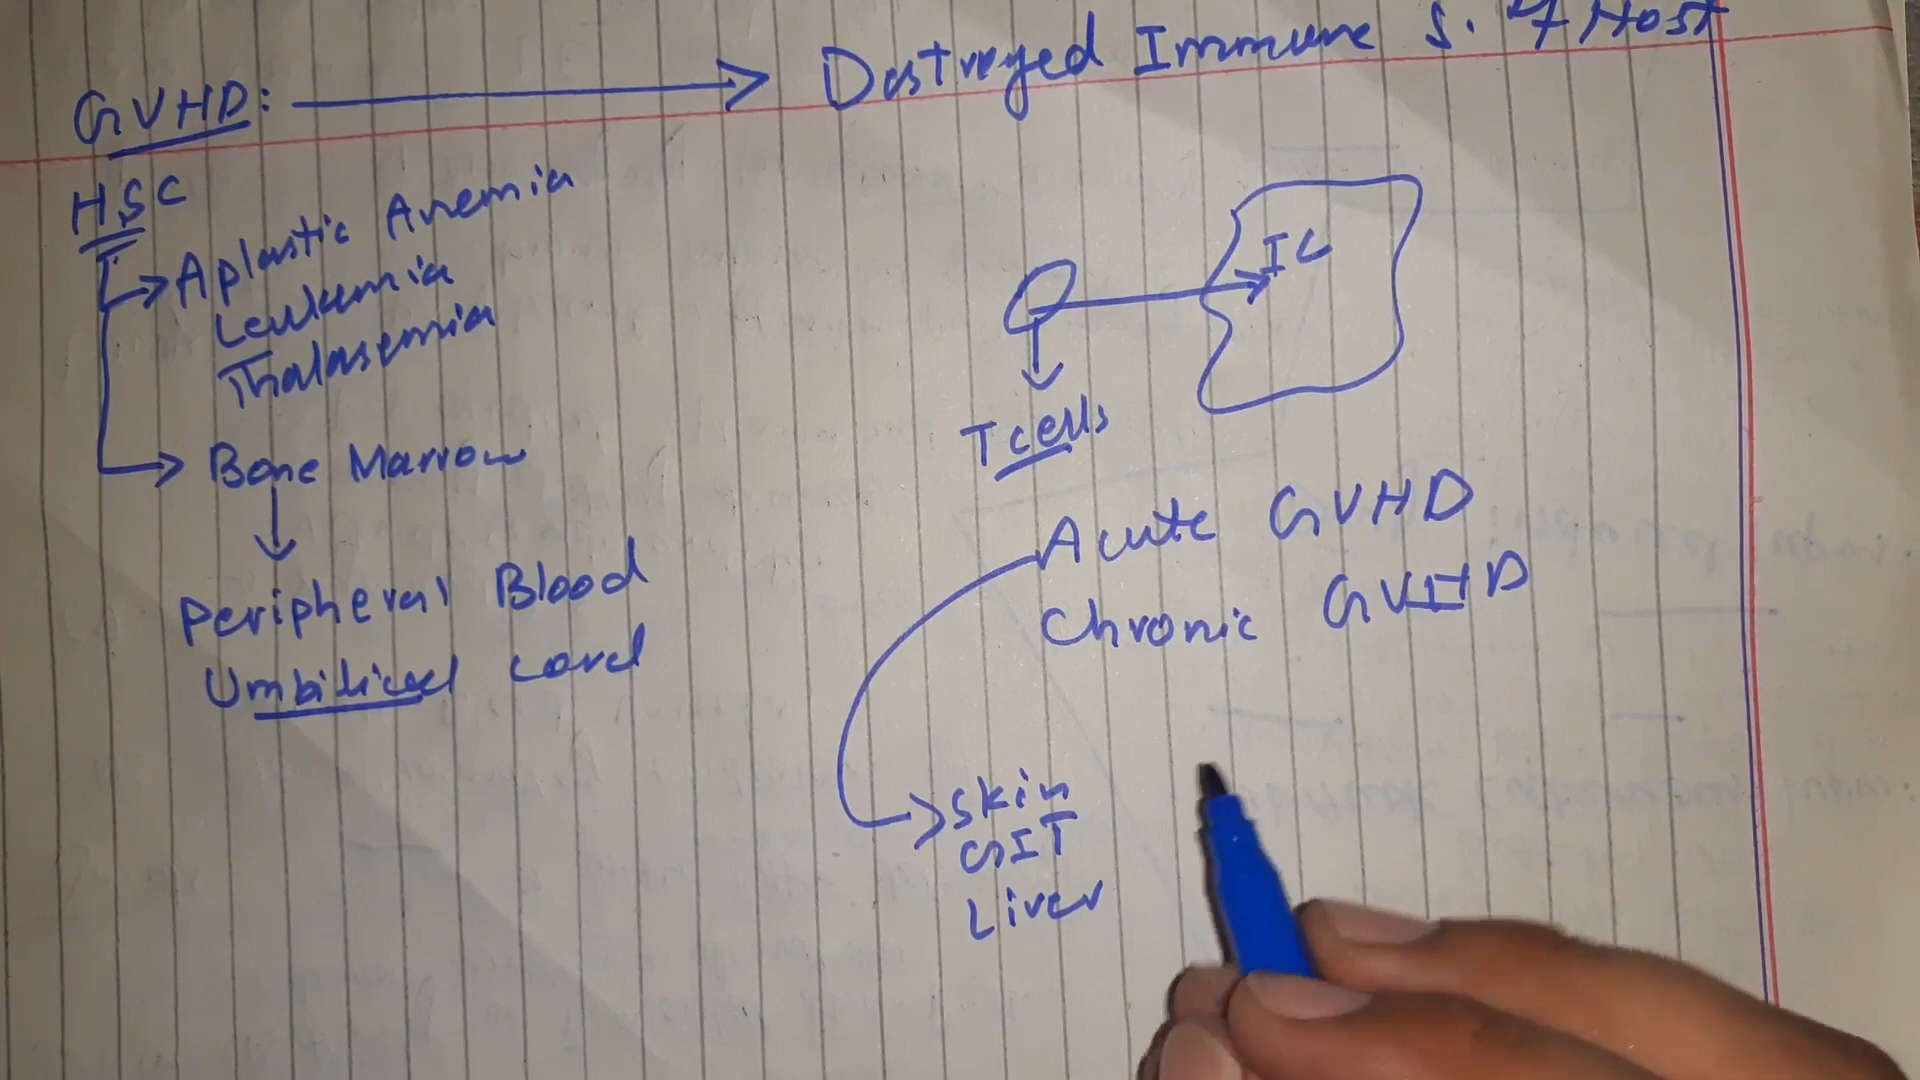 GVHD: → Destroyed Immune S. of Host
HSC
→ Aplastic Anemia
Leukemia
Thalasemia
→ Bone Marrow
↓
Peripheral Blood
Umbilical Cord
IC
T cells
Acute GVHD
Chronic GVHD
→ Skin
GIT
Liver